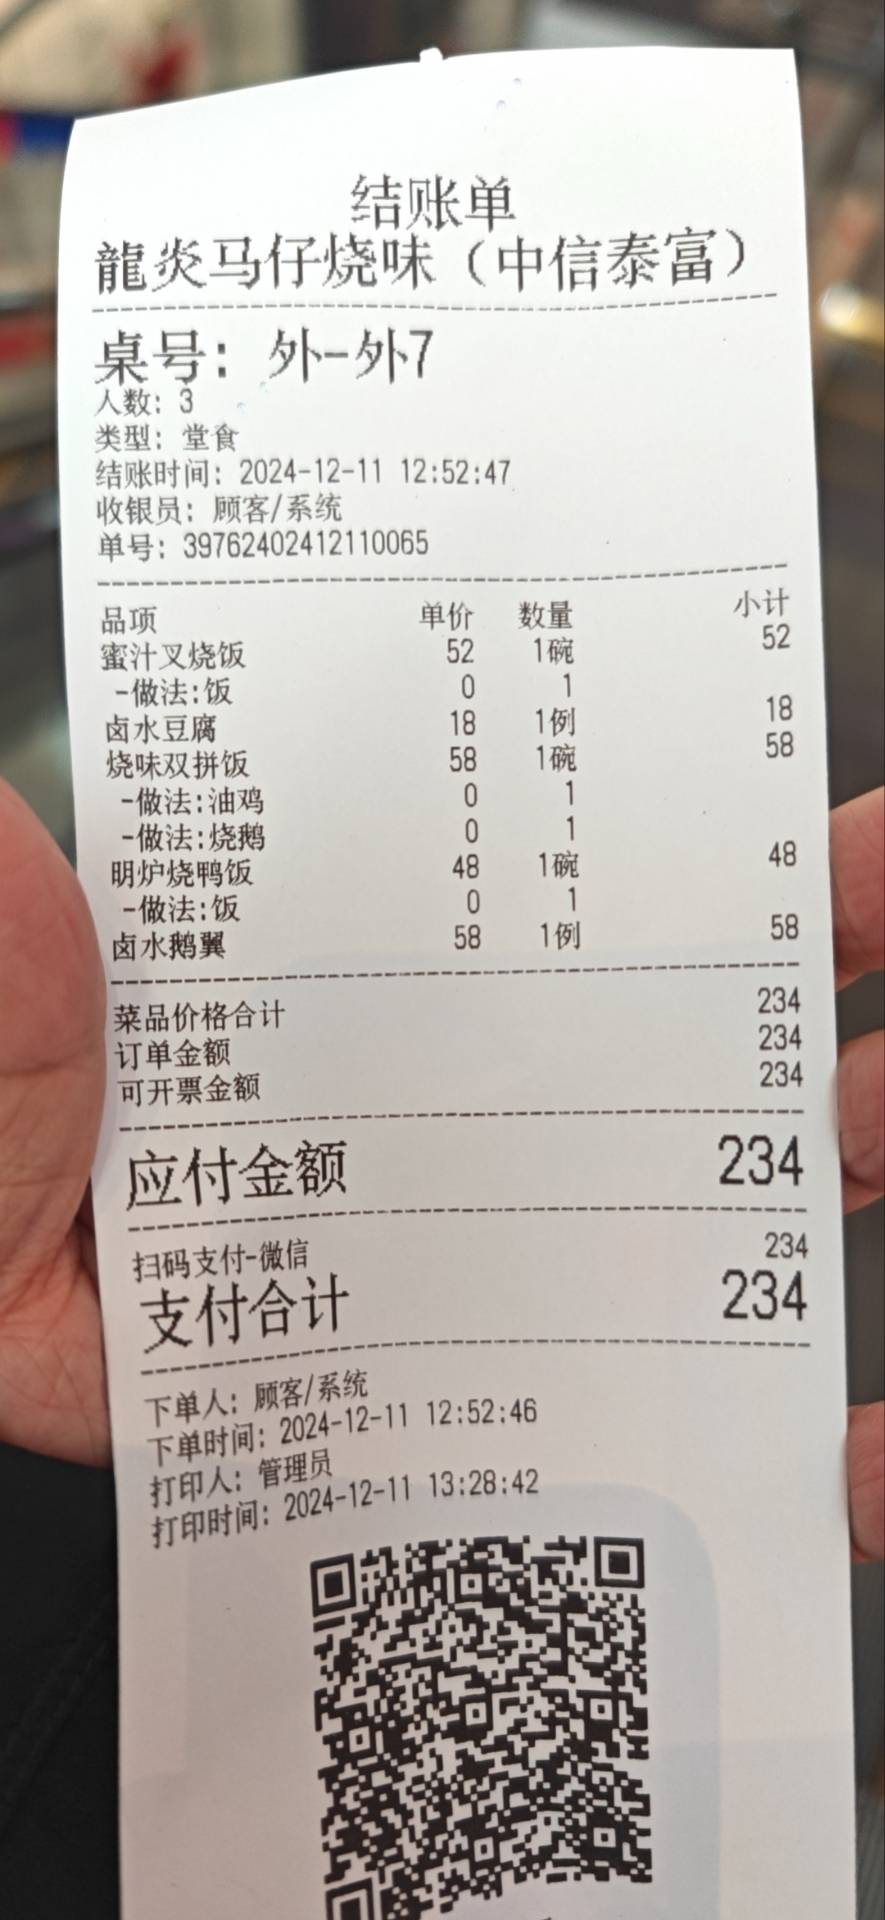 结账单
龍炎马仔烧味（中信泰富）
桌号: 外-外7
人数: 3
类型: 堂食
结账时间: 2024-12-11 12:52:47
收银员: 顾客/系统
单号: 39762402412110065
品项 单价 数量 小计
蜜汁叉烧饭 52 1碗 52
-做法:饭 0 1
卤水豆腐 18 1例 18
烧味双拼饭 58 1碗 58
-做法:油鸡 0 1
-做法:烧鹅 0 1
明炉烧鸭饭 48 1碗 48
-做法:饭 0 1
卤水鹅翼 58 1例 58
菜品价格合计 234
订单金额 234
可开票金额 234
应付金额 234
扫码支付-微信 234
支付合计 234
下单人: 顾客/系统
下单时间: 2024-12-11 12:52:46
打印人: 管理员
打印时间: 2024-12-11 13:28:42